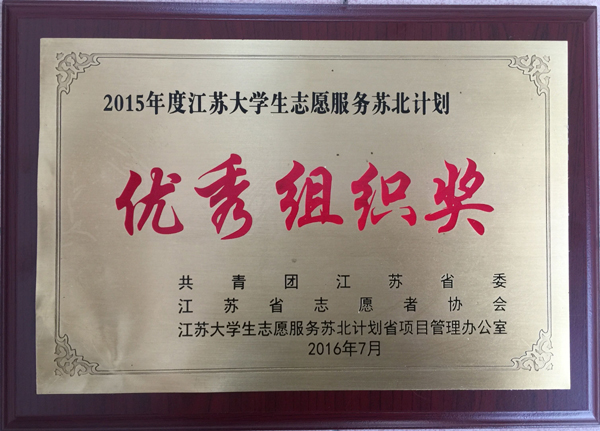 2015年度江苏大学生志愿服务苏北计划
优秀组织奖
共青团江苏省委
江苏省志愿者协会
江苏大学生志愿服务苏北计划省项目管理办公室
2016年7月